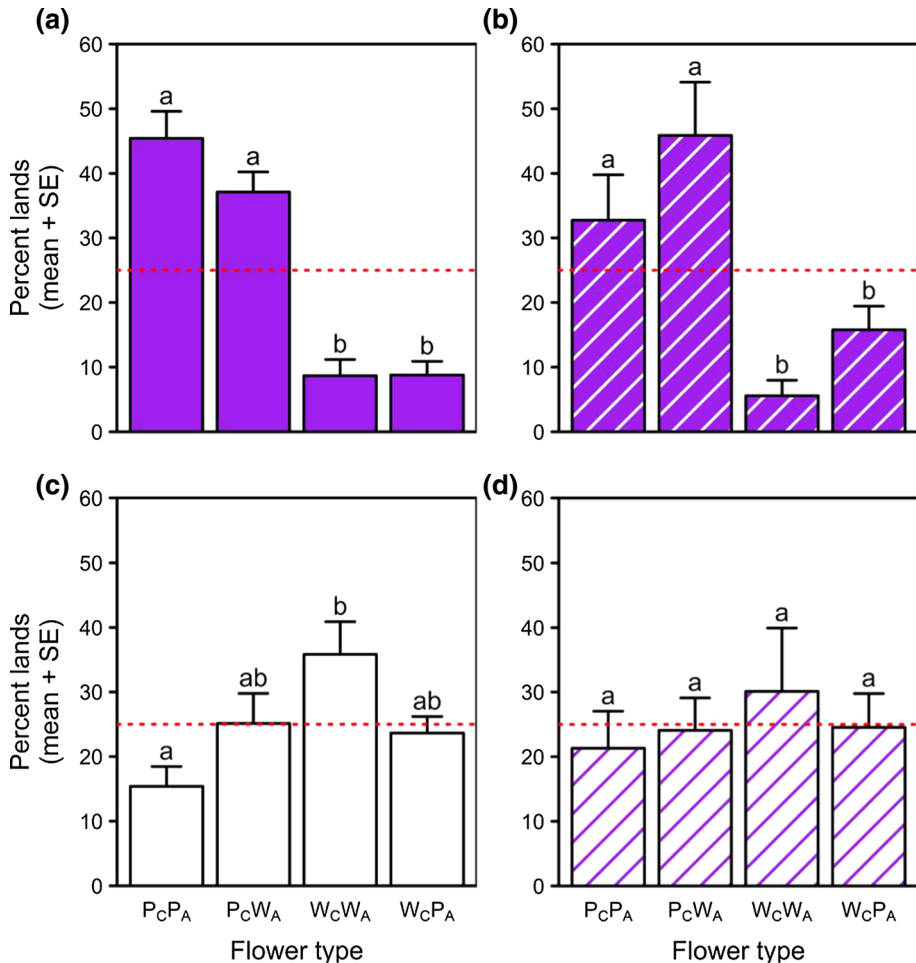 (a)
60
50
40
30
20
10
0
Percent lands
(mean + SE)
a
a
b
b
(b)
60
50
40
30
20
10
0
a
a
b
b
(c)
60
50
40
30
20
10
0
Percent lands
(mean + SE)
a
ab
b
ab
PCPA PCWA WCWA WCPA
Flower type
(d)
60
50
40
30
20
10
0
a
a
a
a
PCPA PCWA WCWA WCPA
Flower type